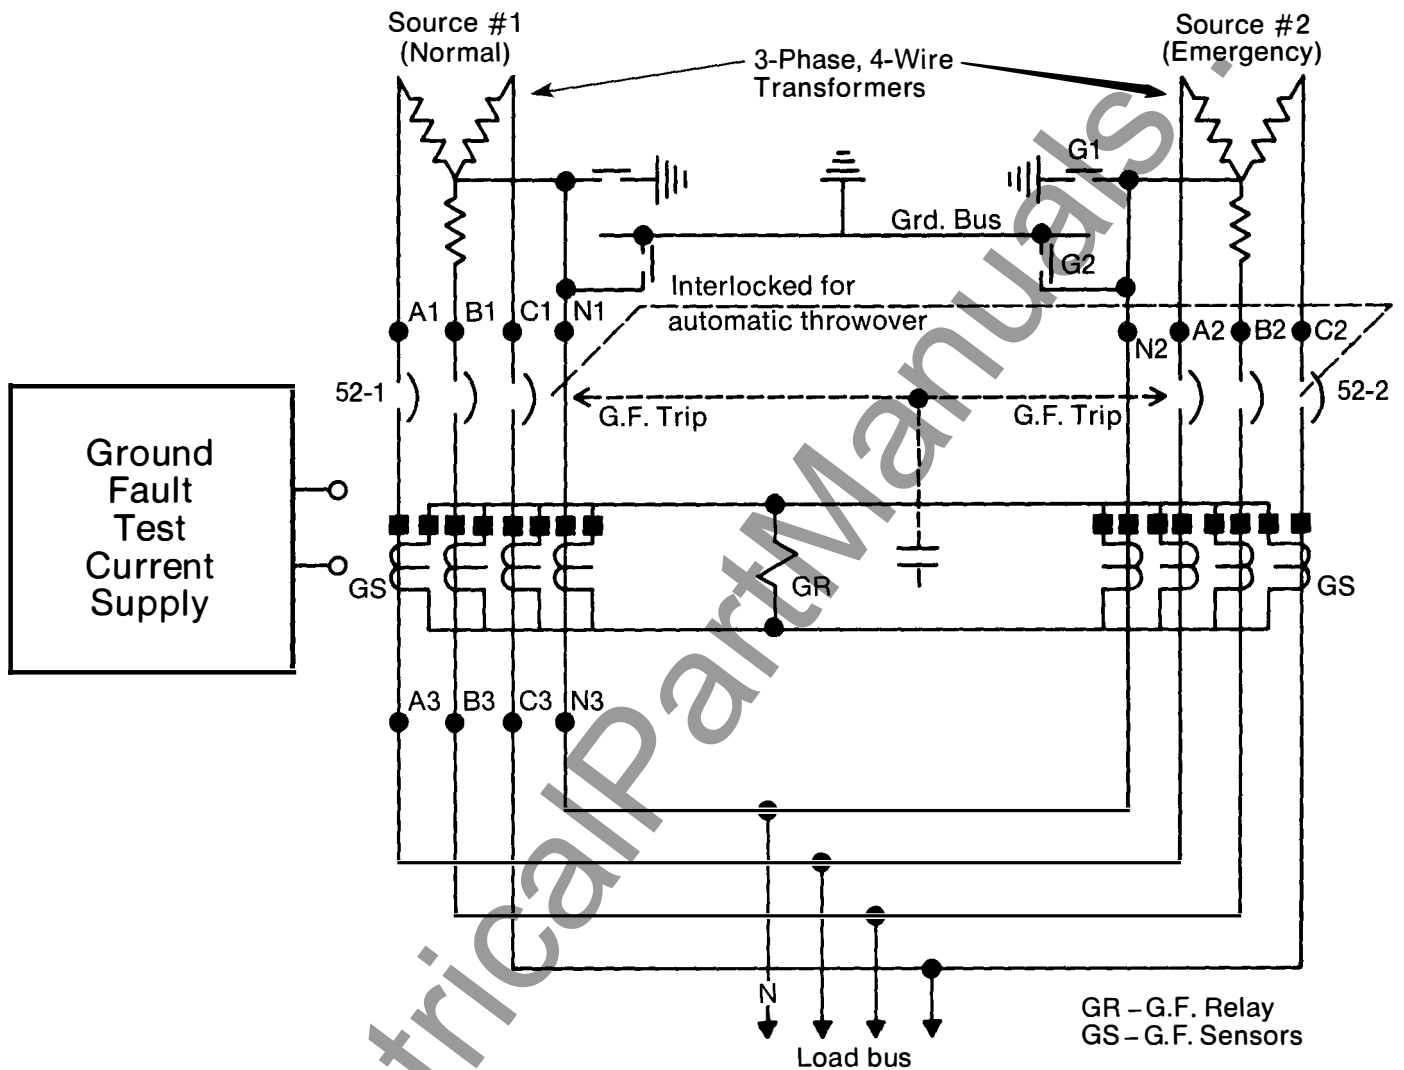 Source #1
(Normal)
3-Phase, 4-Wire
Transformers
Source #2
(Emergency)
G1
Grd. Bus
G2
Interlocked for
automatic throwover
A1 B1 C1 N1
N2 A2 B2 C2
52-1
G.F. Trip
G.F. Trip
52-2
Ground
Fault
Test
Current
Supply
GS
GR
GS
A3 B3 C3 N3
N
Load bus
GR – G.F. Relay
GS – G.F. Sensors
tricalPartManuals.